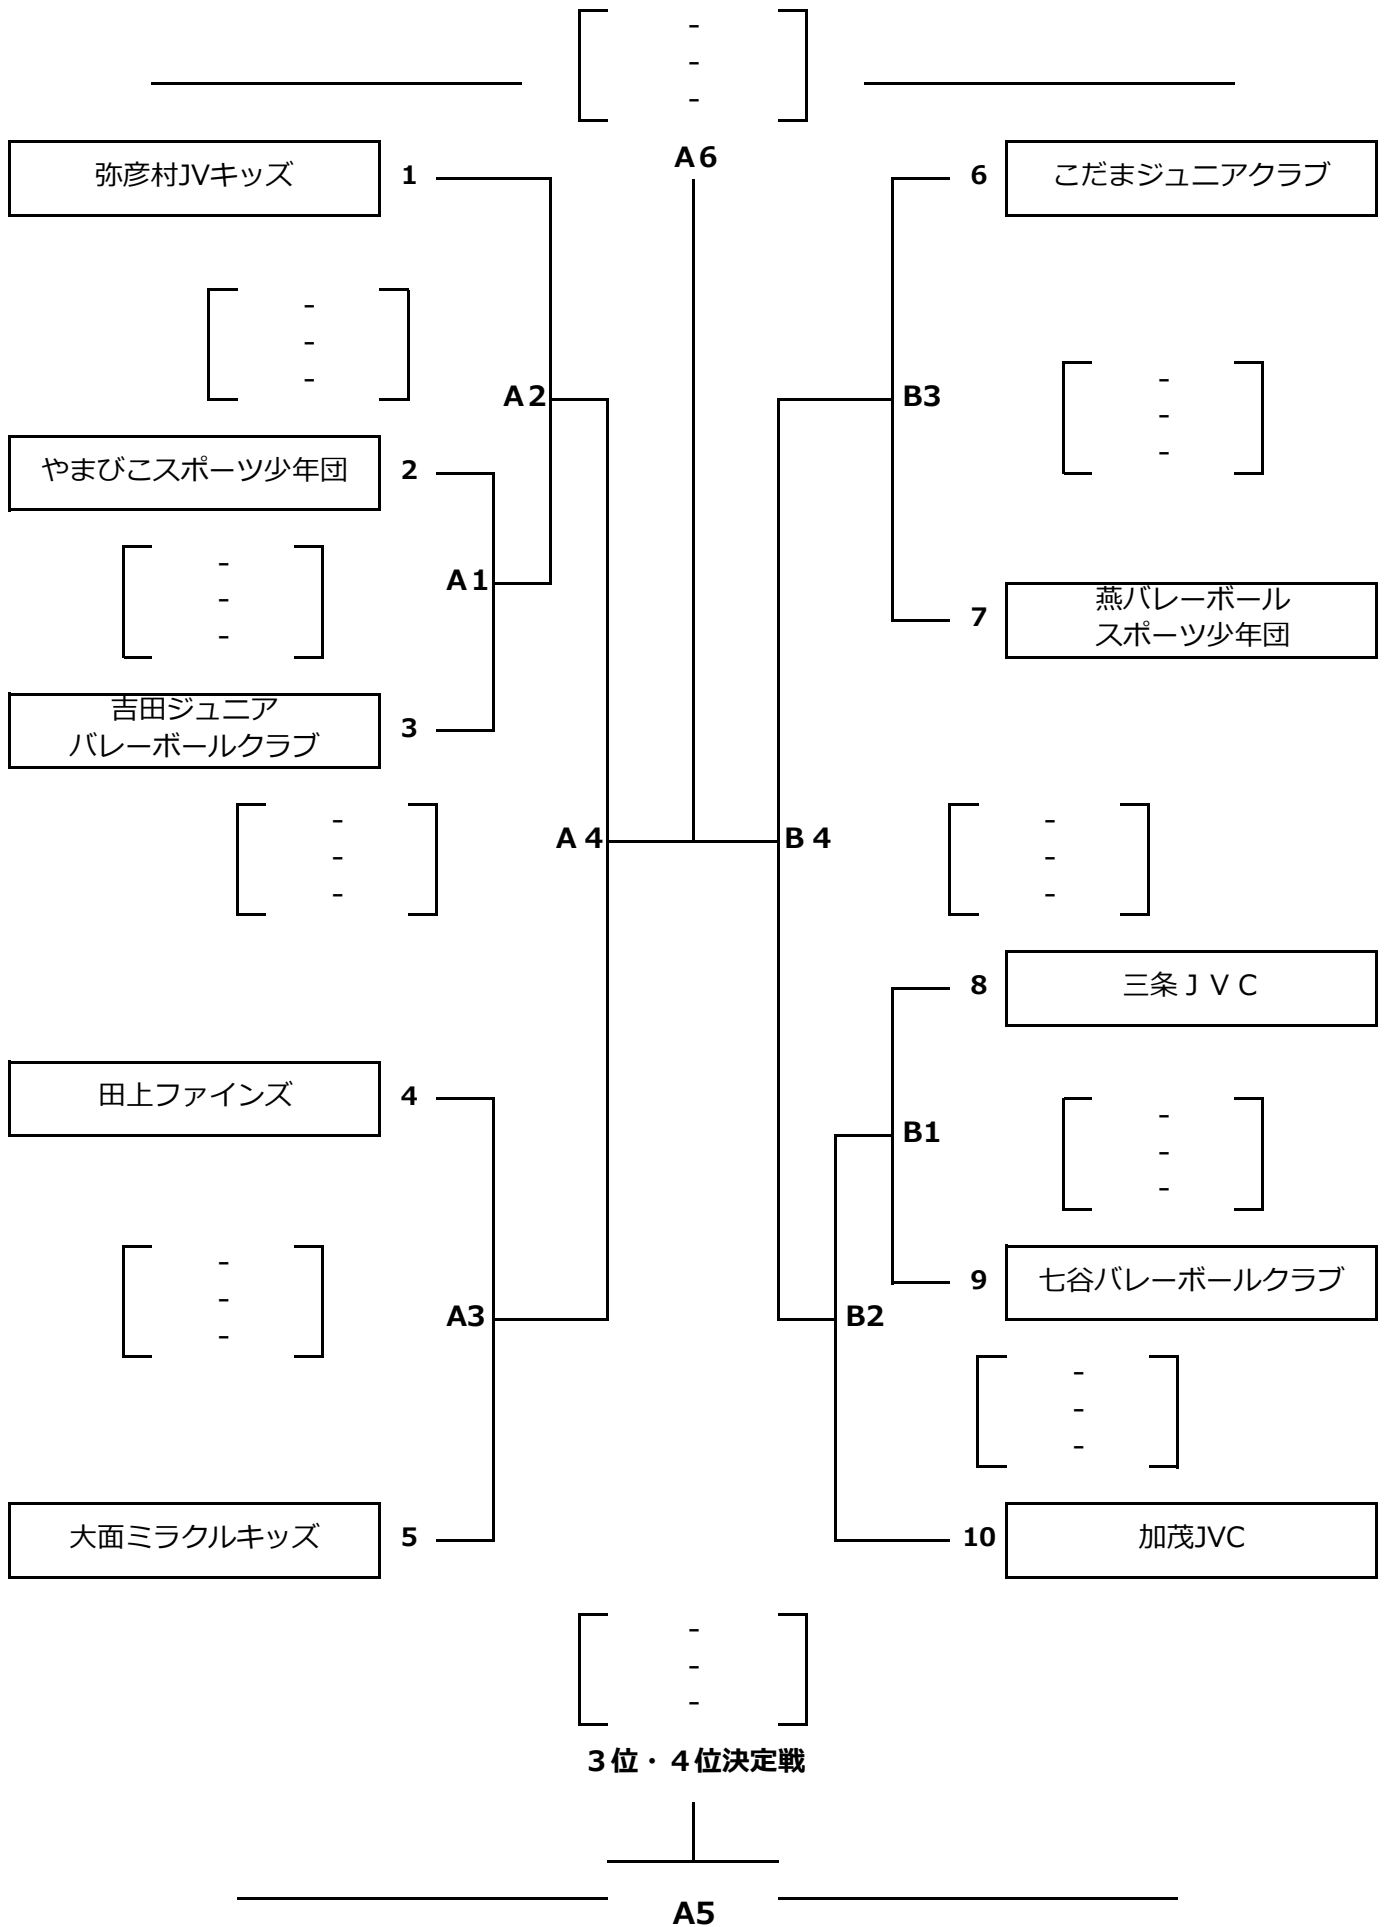 -
-
-
A6
弥彦村JVキッズ 1
6 こだまジュニアクラブ
-
-
-
A2
B3
-
-
-
やまびこスポーツ少年団 2
-
-
-
A1
7 燕バレーボール
スポーツ少年団
吉田ジュニア
バレーボールクラブ 3
-
-
-
A 4
B 4
-
-
-
8 三条ＪＶＣ
田上ファインズ 4
B1
-
-
-
9 七谷バレーボールクラブ
-
-
-
A3
B2
-
-
-
大面ミラクルキッズ 5
10 加茂JVC
-
-
-
３位・４位決定戦
A5